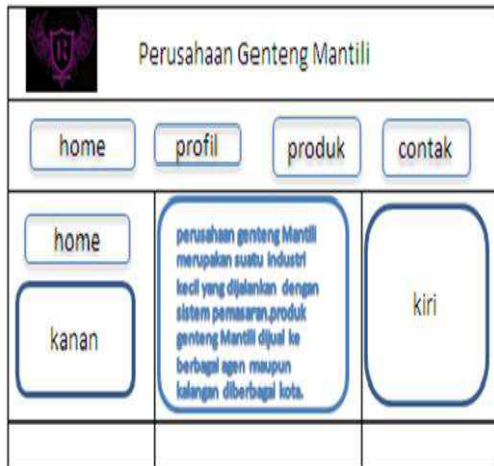 Perusahaan Genteng Mantili
home profil produk contak
home
kanan
perusahaan genteng Mantili
merupakan suatu industri
kecil yang dijalankan dengan
sistem pemasaran,produk
genteng Mantili dijual ke
berbagai agen maupun
kalangan diberbagai kota.
kiri